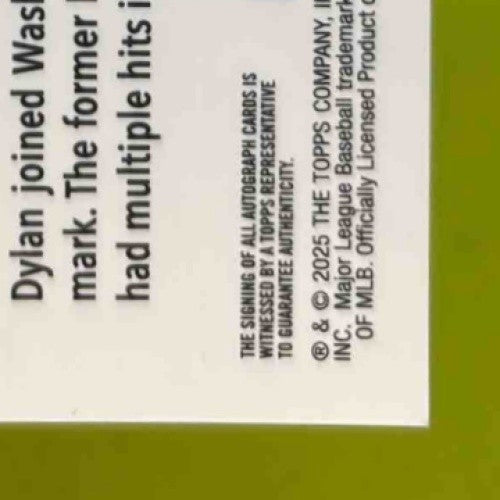 Dylan joined Was
mark. The former
had multiple hits i
THE SIGNING OF ALL AUTOGRAPH CARDS IS
WITNESSED BY A TOPPS REPRESENTATIVE
TO GUARANTEE AUTHENTICITY.
® & © 2025 THE TOPPS COMPANY,
INC. Major League Baseball trademark
OF MLB. Officially Licensed Product